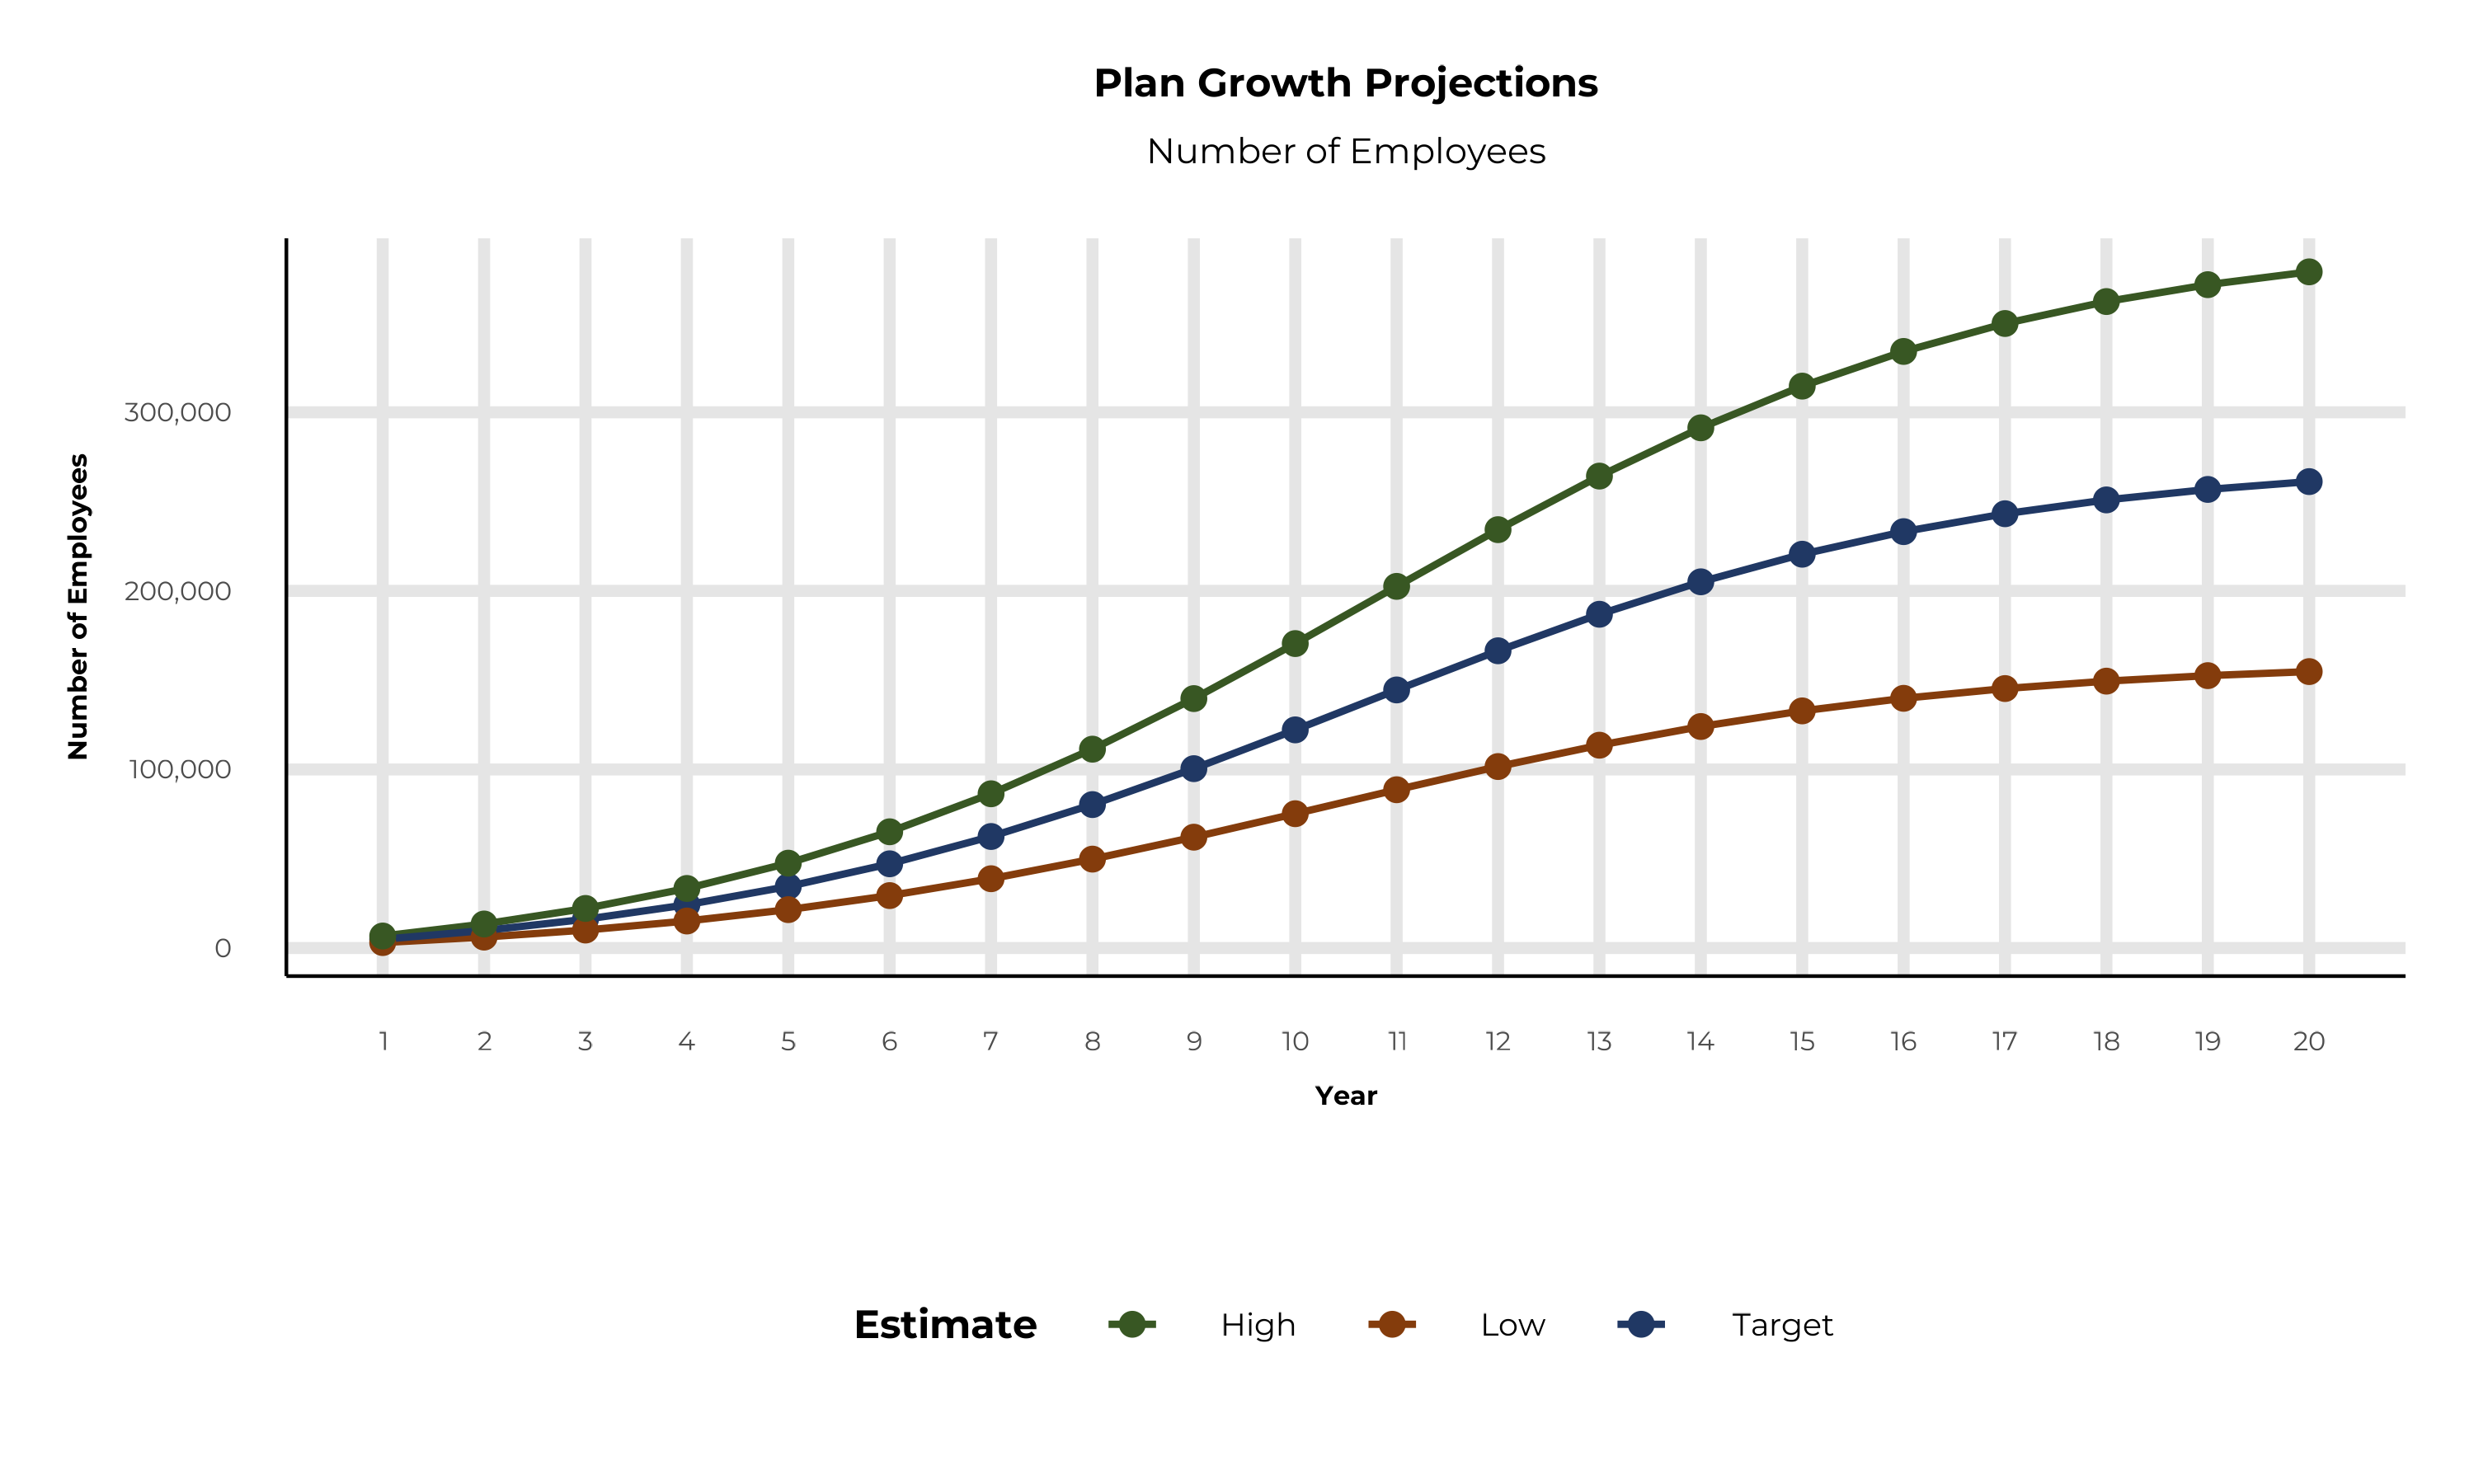 Plan Growth Projections
Number of Employees
Number of Employees
300,000
200,000
100,000
0
1 2 3 4 5 6 7 8 9 10 11 12 13 14 15 16 17 18 19 20
Year
Estimate High Low Target